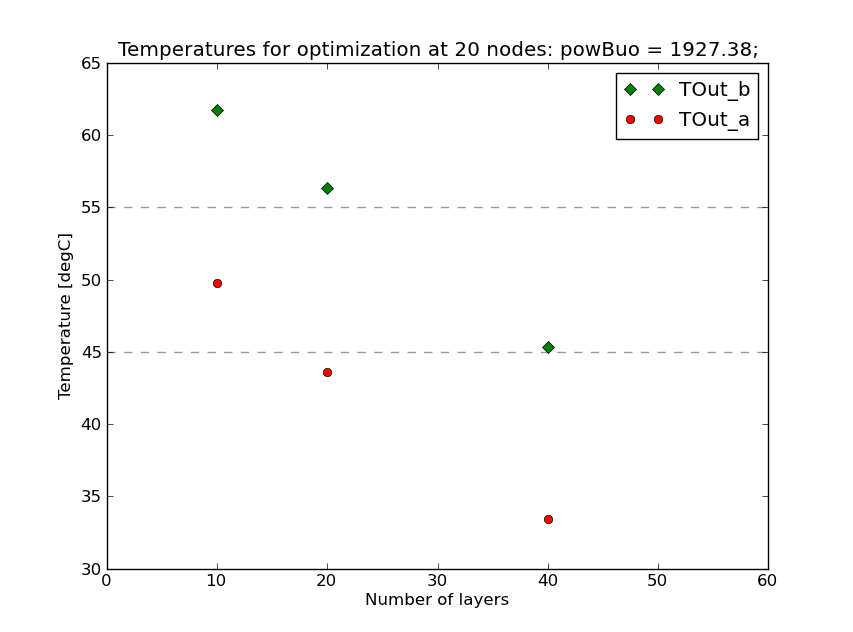 Temperatures for optimization at 20 nodes: powBuo = 1927.38;
TOut_b
TOut_a
65
60
55
50
45
40
35
30
Temperature [degC]
0 10 20 30 40 50 60
Number of layers